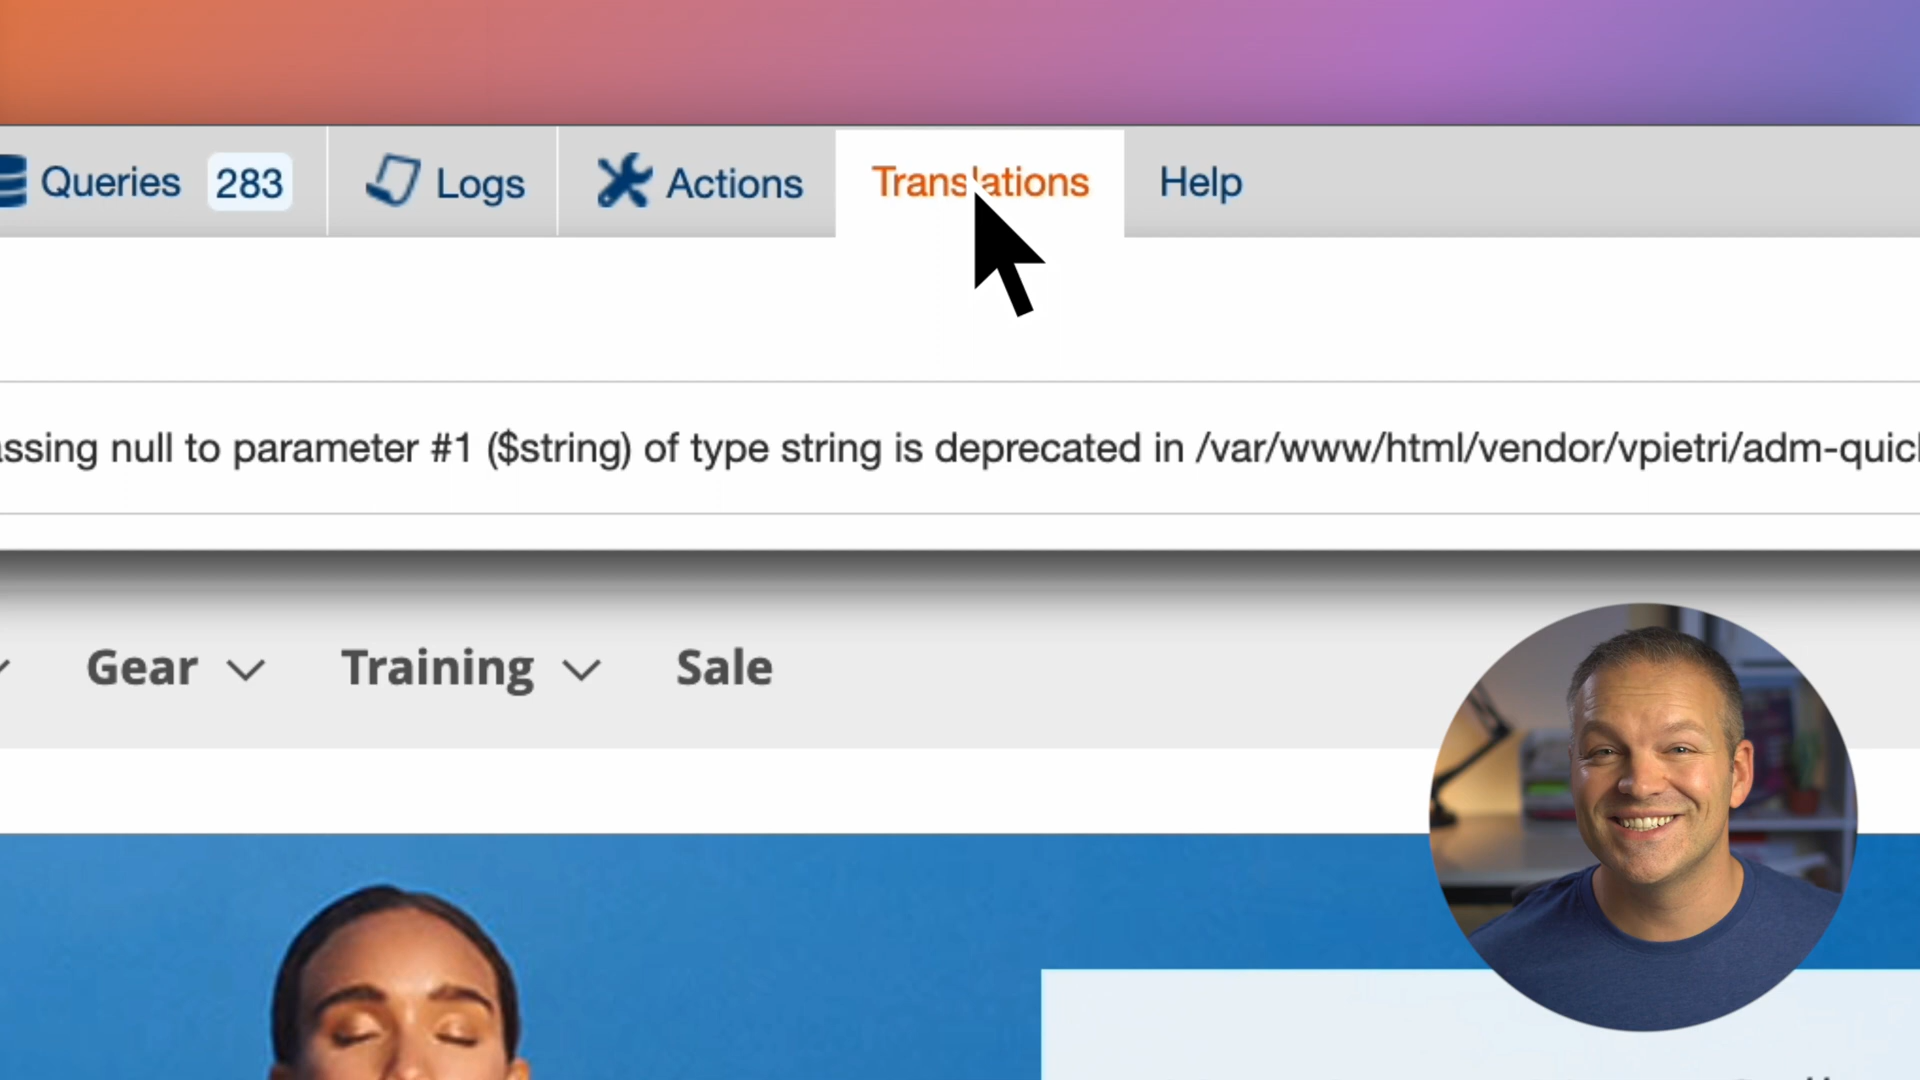 Queries 283 Logs Actions Translations Help
ssing null to parameter #1 ($string) of type string is deprecated in /var/www/html/vendor/vpietri/adm-quick
Gear Training Sale